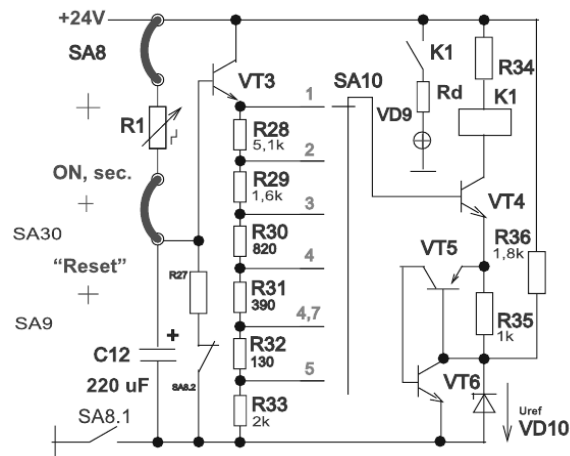 +24V
SA8
R1
ON, sec.
SA30
“Reset”
SA9
C12
+
220 uF
SA8.1
R27
SA8.2
VT3
R28
5,1k
R29
1,6k
R30
820
R31
390
R32
130
R33
2k
1
2
3
4
4,7
5
SA10
K1
Rd
VD9
R34
K1
VT4
VT5
R36
1,8k
R35
1k
VT6
Uref
VD10